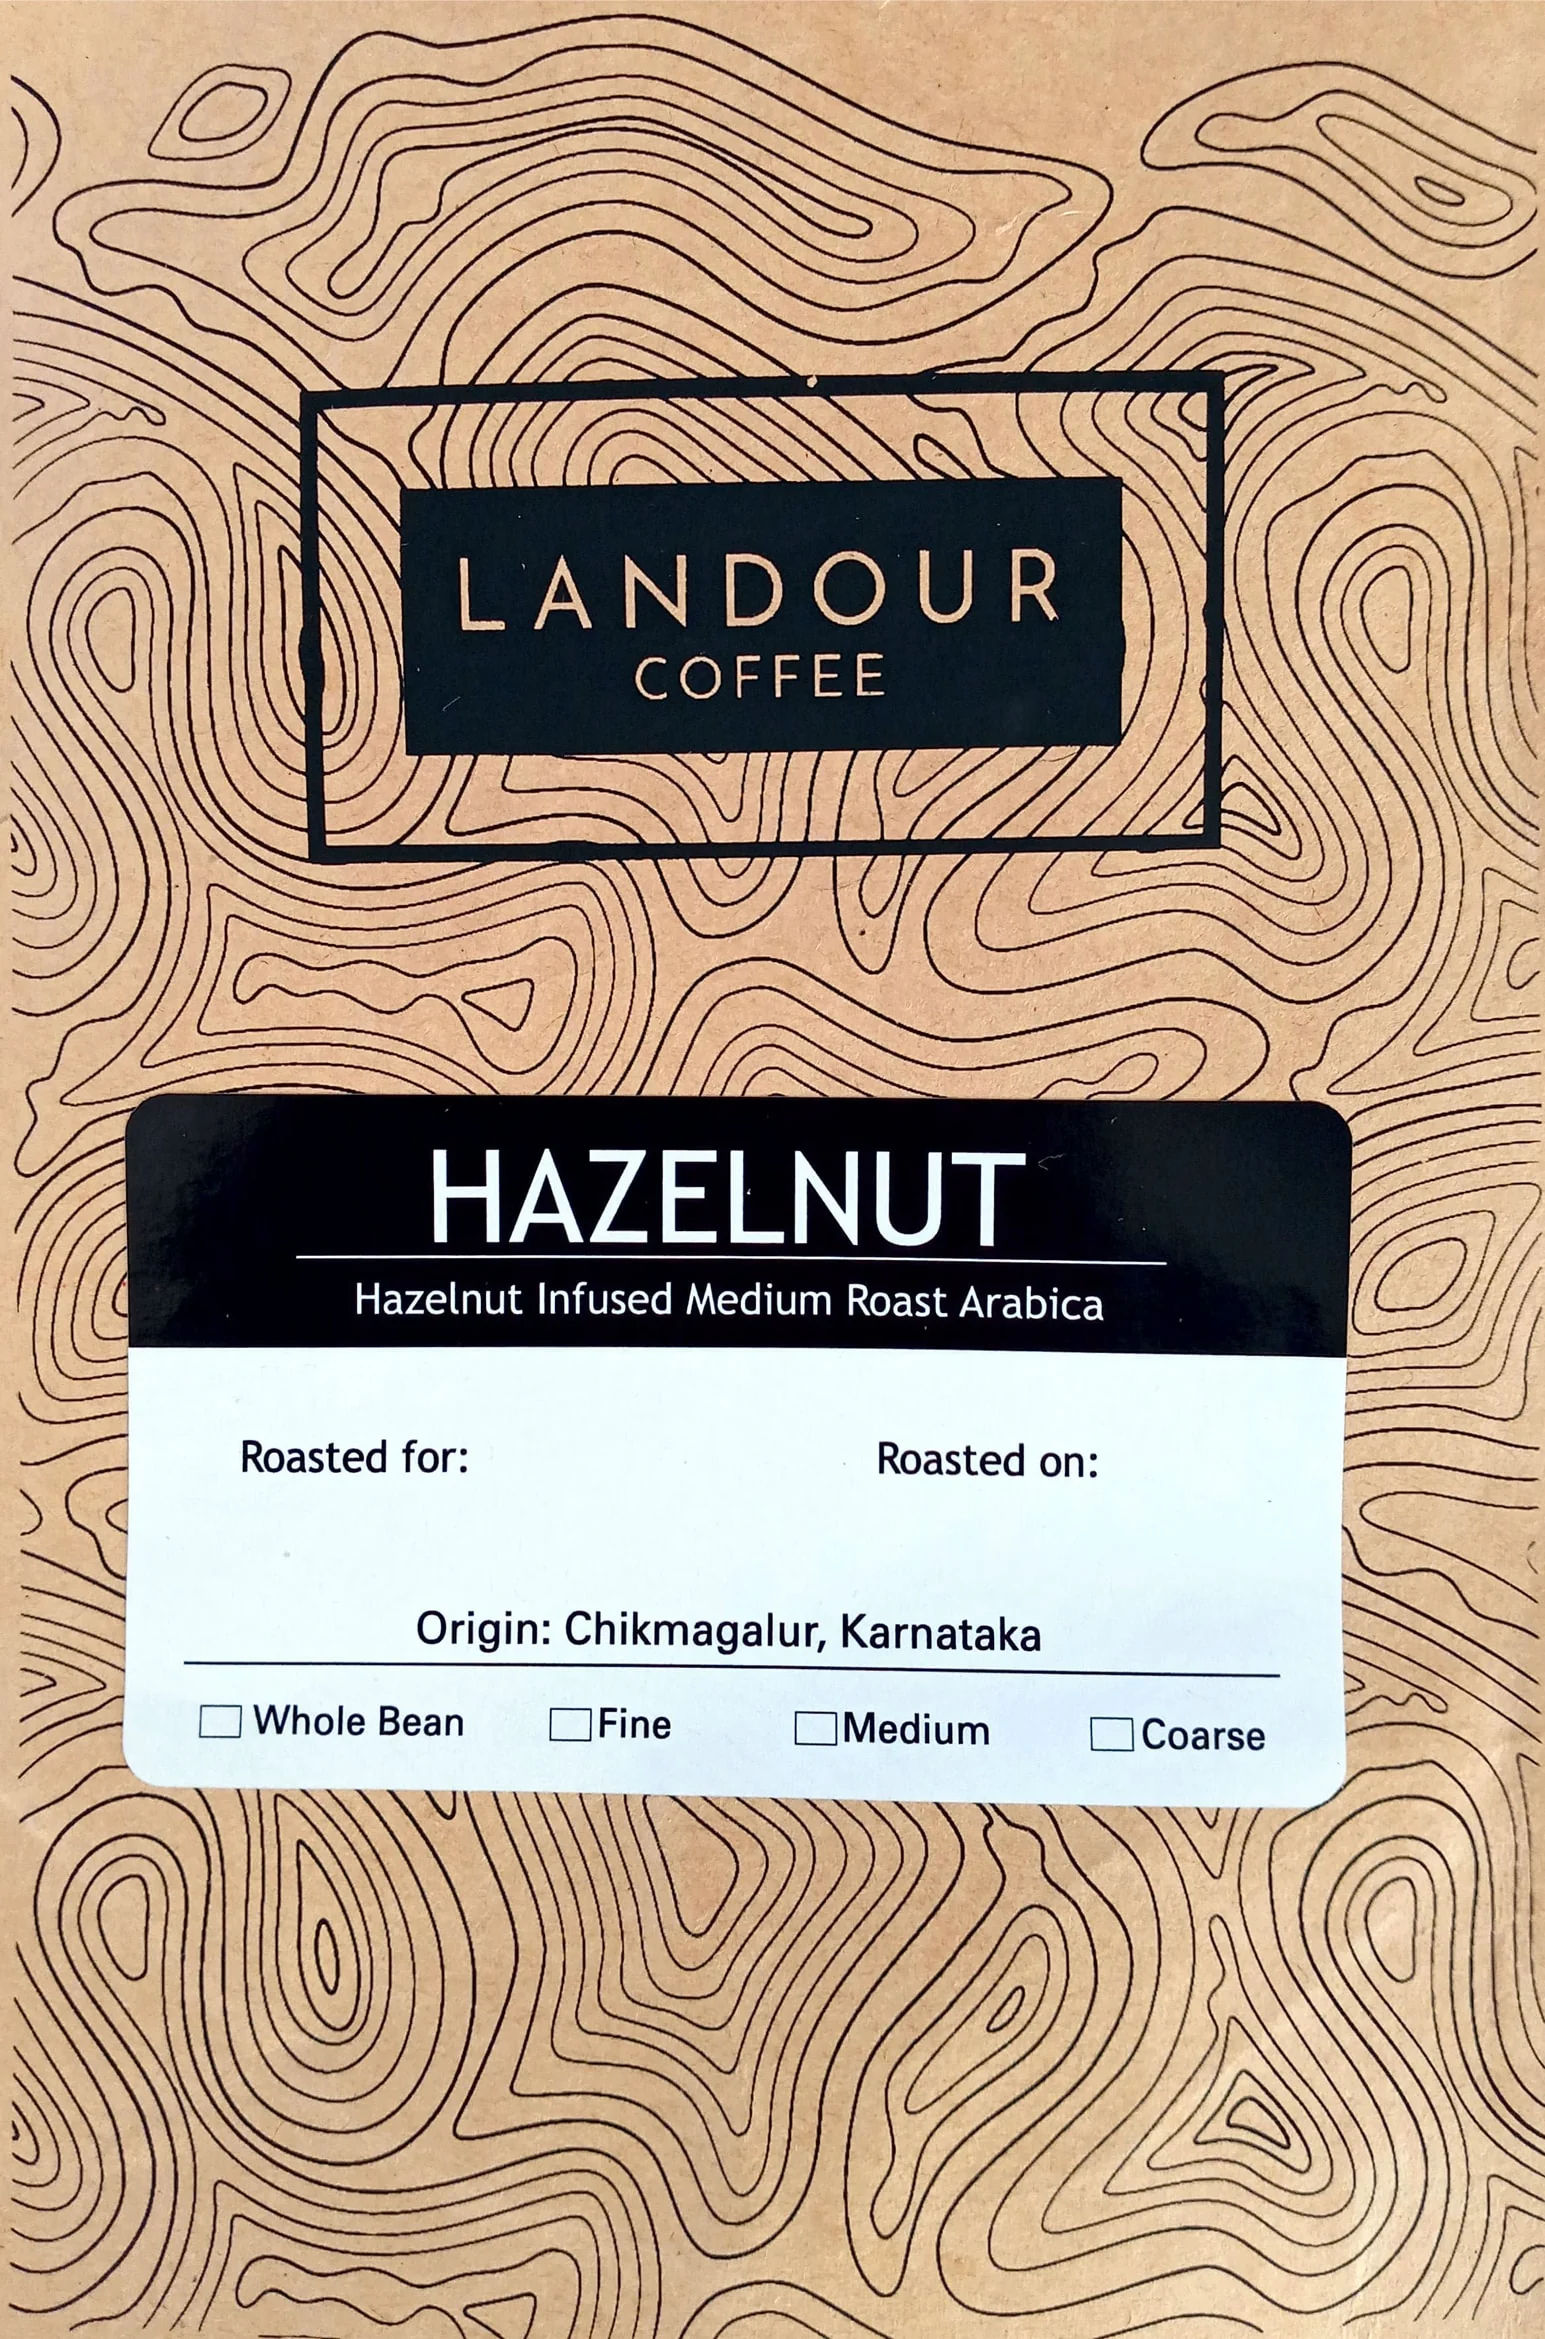 LANDOUR
COFFEE
HAZELNUT
Hazelnut Infused Medium Roast Arabica
Roasted for: Roasted on:
Origin: Chikmagalur, Karnataka
Whole Bean Fine Medium Coarse